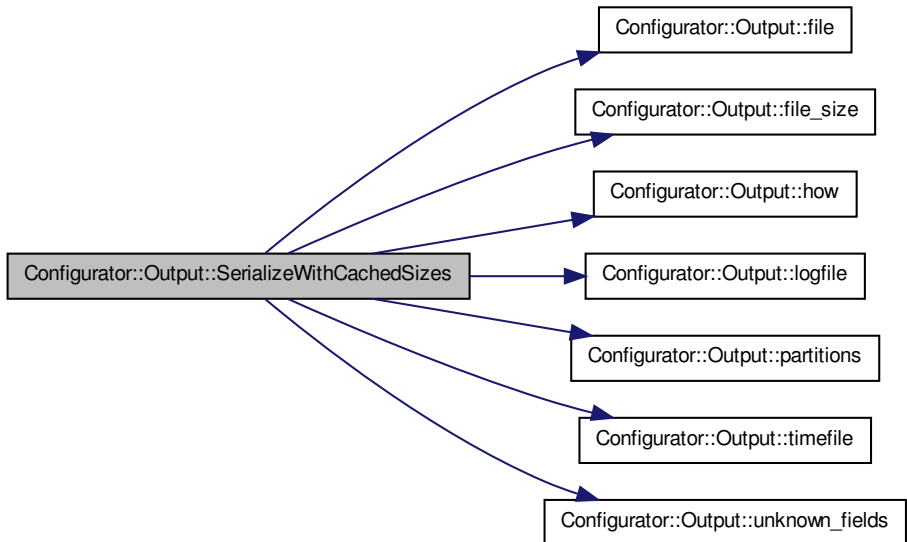 Configurator::Output::file
Configurator::Output::file_size
Configurator::Output::how
Configurator::Output::SerializeWithCachedSizes
Configurator::Output::logfile
Configurator::Output::partitions
Configurator::Output::timefile
Configurator::Output::unknown_fields